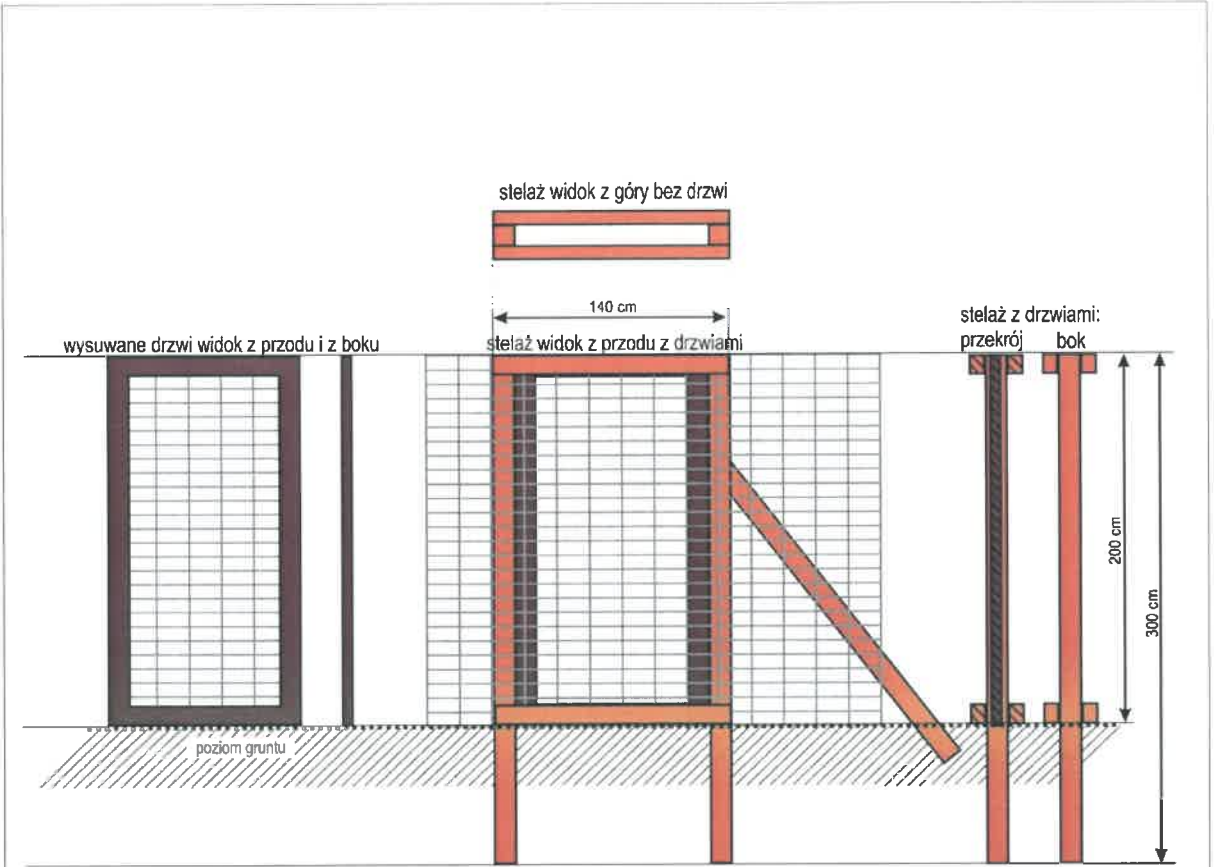 stelaż widok z góry bez drzwi
140 cm
wysuwane drzwi widok z przodu i z boku
stelaż widok z przodu z drzwiami
stelaż z drzwiami:
przekrój bok
200 cm
300 cm
poziom gruntu